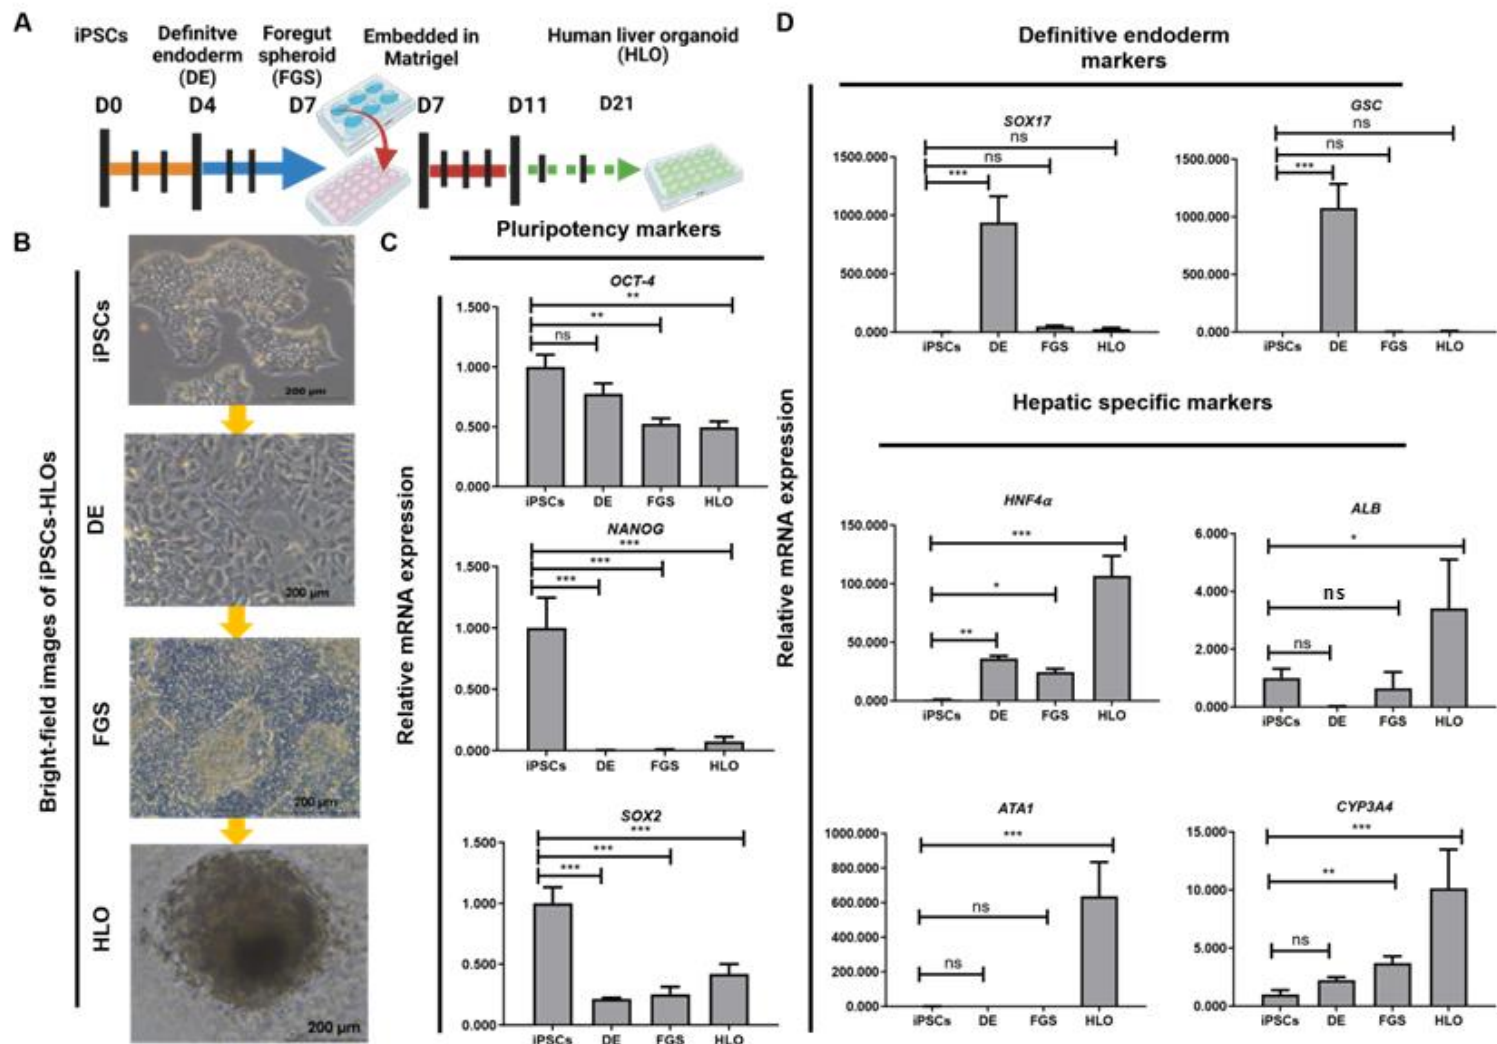 A
iPSCs
Definitve
endoderm
(DE)
Foregut
spheroid
(FGS)
Embedded in
Matrigel
Human liver organoid
(HLO)
D0
D4
D7
D7
D11
D21
B
Bright-field images of iPSCs-HLOs
iPSCs
200 µm
DE
200 µm
FGS
200 µm
HLO
200 µm
C
Pluripotency markers
Relative mRNA expression
OCT-4
**
**
ns
1.500
1.000
0.500
0.000
iPSCs DE FGS HLO
NANOG
***
***
***
1.500
1.000
0.500
0.000
iPSCs DE FGS HLO
SOX2
***
***
***
1.500
1.000
0.500
0.000
iPSCs DE FGS HLO
D
Definitive endoderm
markers
Relative mRNA expression
SOX17
ns
ns
***
1500.000
1000.000
500.000
0.000
iPSCs DE FGS HLO
GSC
ns
ns
***
1500.000
1000.000
500.000
0.000
iPSCs DE FGS HLO
Hepatic specific markers
HNF4α
***
*
**
150.000
100.000
50.000
0.000
iPSCs DE FGS HLO
ALB
*
ns
ns
6.000
4.000
2.000
0.000
iPSCs DE FGS HLO
ATA1
***
ns
ns
1000.000
800.000
600.000
400.000
200.000
0.000
iPSCs DE FGS HLO
CYP3A4
***
**
ns
15.000
10.000
5.000
0.000
iPSCs DE FGS HLO